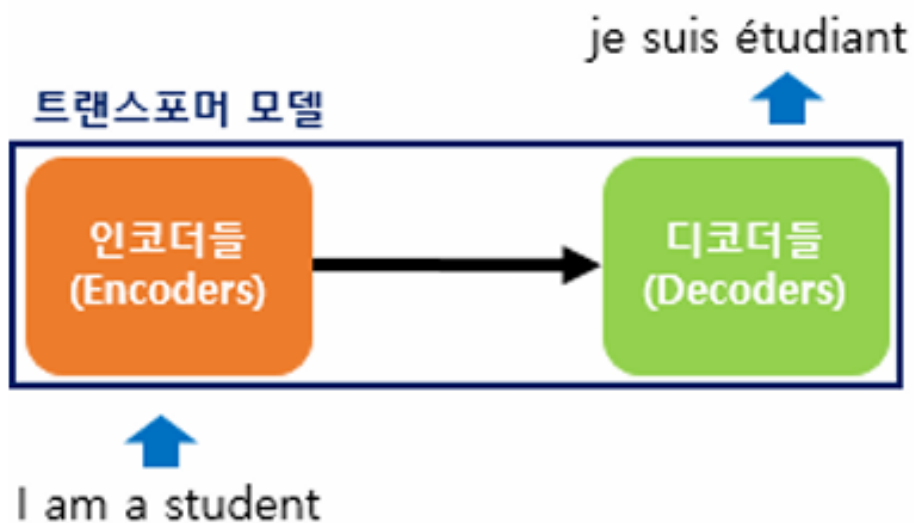 je suis étudiant
트랜스포머 모델
인코더들
(Encoders)
디코더들
(Decoders)
I am a student